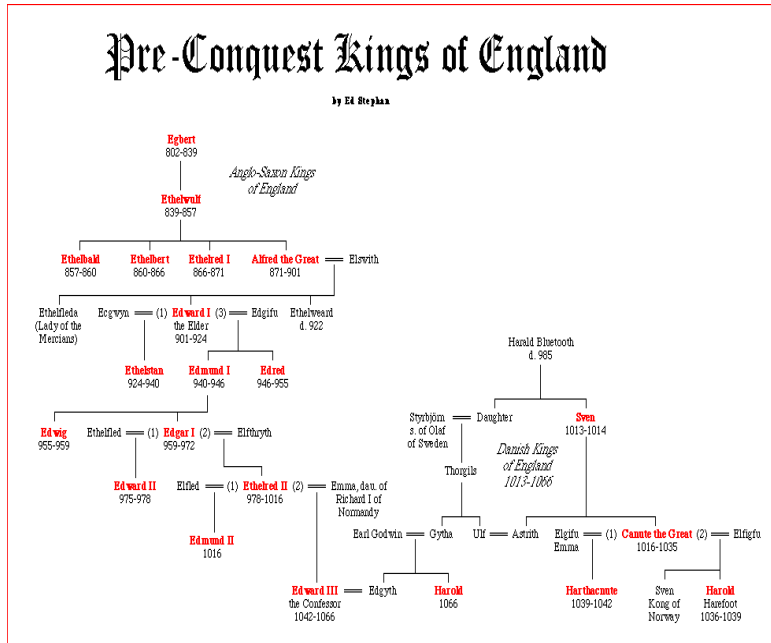 Pre-Conquest Kings of England
by Ed Stephan
Egbert
802-839
Anglo-Saxon Kings
of England
Ethelwulf
839-857
Ethelbald
857-860
Ethelbert
860-866
Ethelred I
866-871
Alfred the Great
871-901
Elswith
Ethelfleda
(Lady of the
Mercians)
Ecgwyn
(1) Edward I (3)
the Elder
901-924
Edgifu
Ethelweard
d. 922
Ethelstan
924-940
Edmund I
940-946
Edred
946-955
Harald Bluetooth
d. 985
Edwig
955-959
Ethelfled
(1) Edgar I (2)
959-972
Elfthryth
Styrbjörn
s. of Olaf
of Sweden
Daughter
Sven
1013-1014
Danish Kings
of England
1013-1066
Thorgils
Edward II
975-978
Elfled
(1) Ethelred II (2)
978-1016
Emma, dau. of
Richard I of
Normandy
Edmund II
1016
Earl Godwin
Gytha
Ulf
Astrith
Elgifu
Emma
(1) Canute the Great (2)
1016-1035
Elfigfu
Edward III
the Confessor
1042-1066
Edgyth
Harold
1066
Harthacnute
1039-1042
Sven
Kong of
Norway
Harold
Harefoot
1036-1039